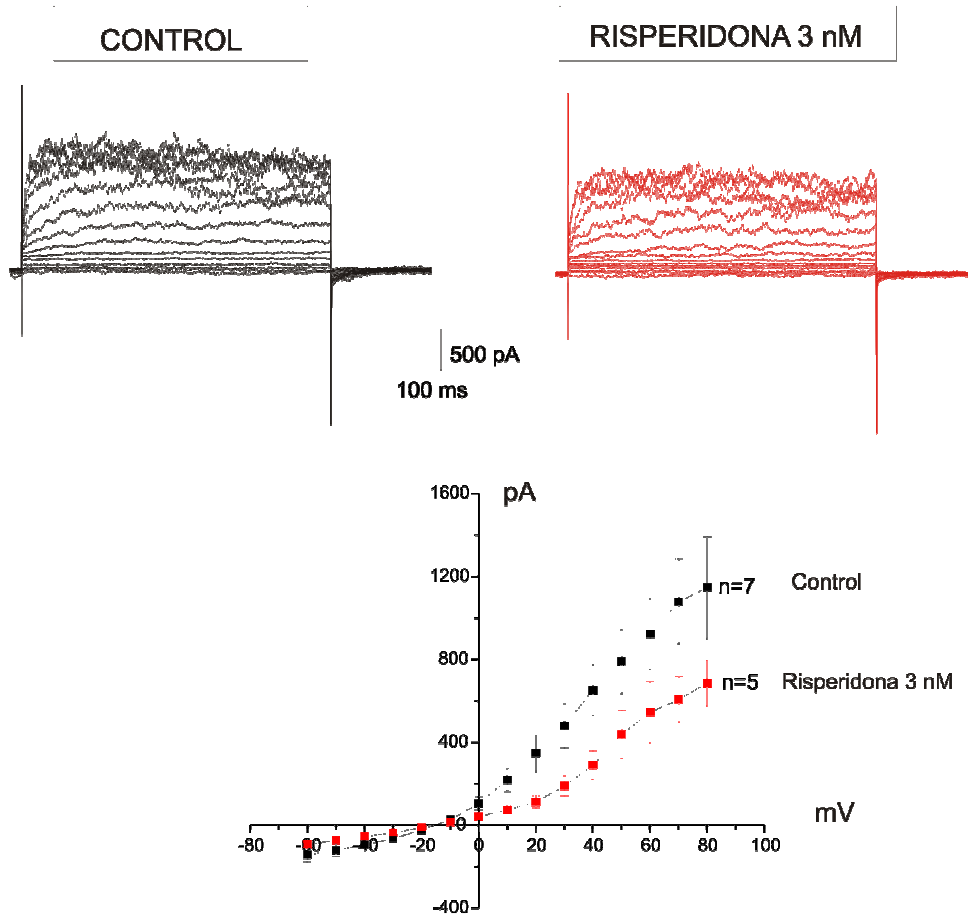 CONTROL
RISPERIDONA 3 nM
500 pA
100 ms
pA
1600
1200
n=7
Control
800
n=5
Risperidona 3 nM
400
mV
0
-80 -60 -40 -20 0 20 40 60 80 100
-400